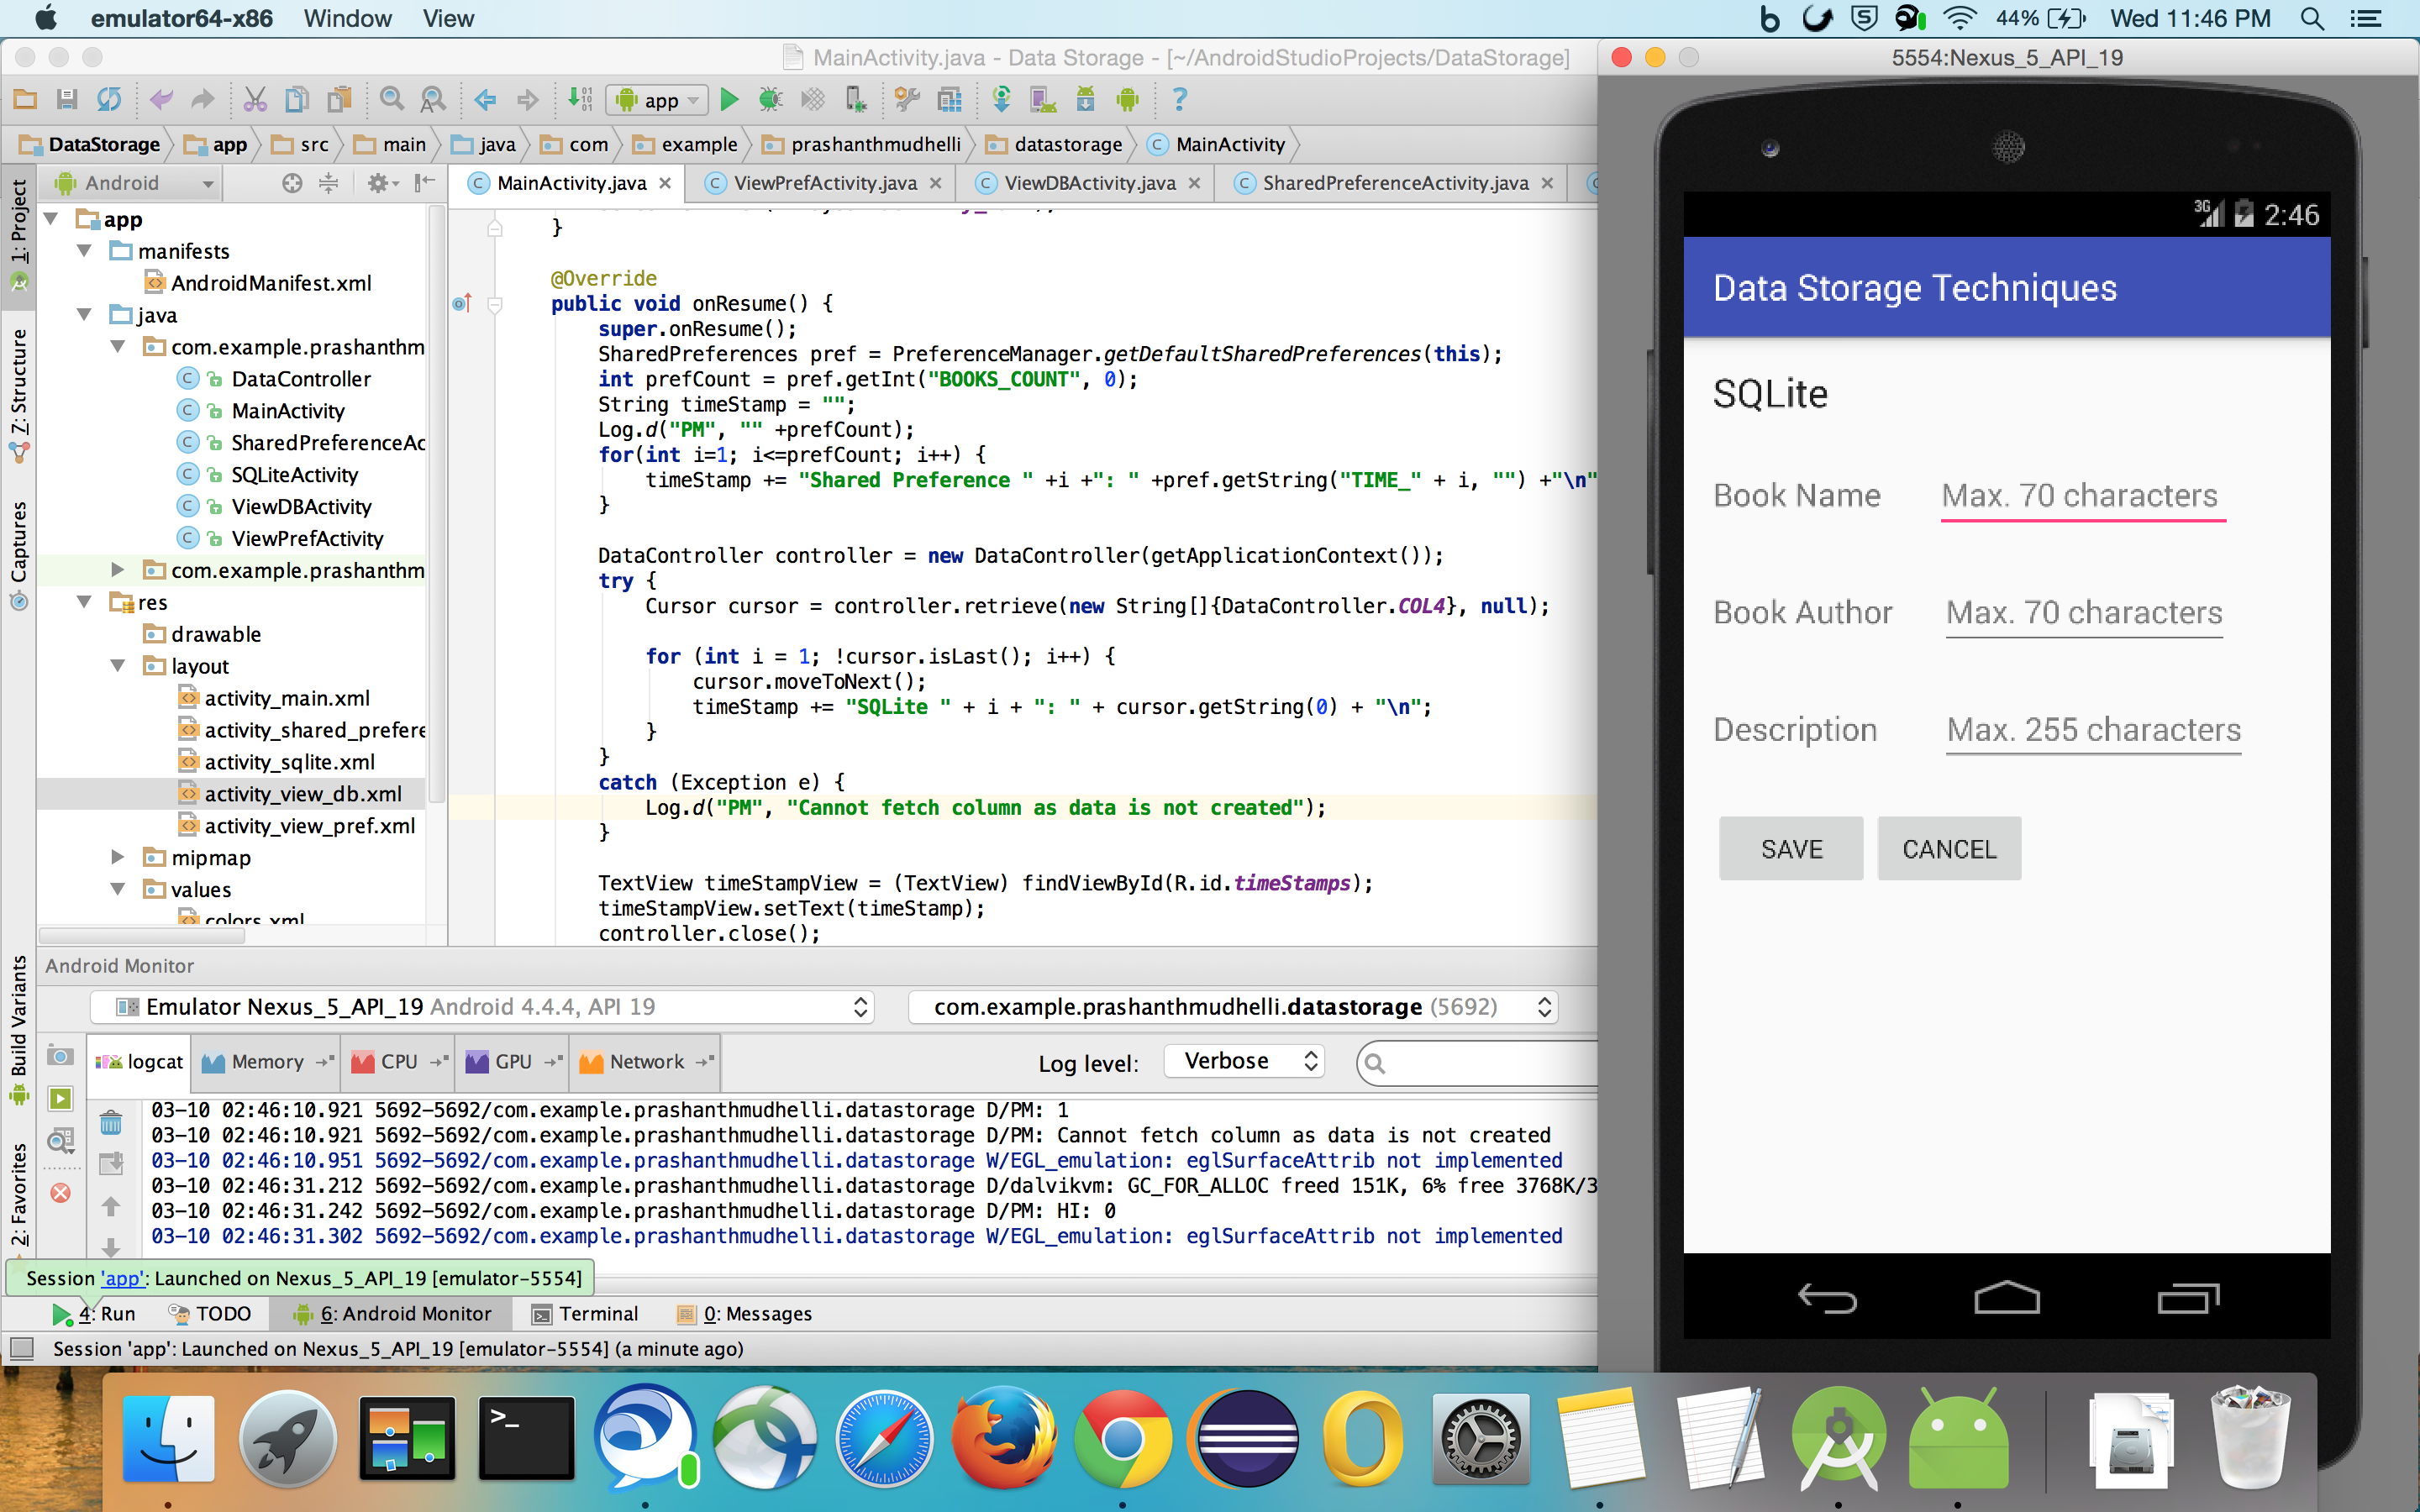 emulator64-x86 Window View
44% Wed 11:46 PM
MainActivity.java - Data Storage - [~/AndroidStudioProjects/DataStorage]
app
DataStorage app src main java com example prashanthmudhelli datastorage MainActivity
1: Project
7: Structure
Captures
Build Variants
2: Favorites
Android
app
manifests
AndroidManifest.xml
java
com.example.prashanthm
DataController
MainActivity
SharedPreferenceAc
SQLiteActivity
ViewDBActivity
ViewPrefActivity
com.example.prashanthm
res
drawable
layout
activity_main.xml
activity_shared_prefere
activity_sqlite.xml
activity_view_db.xml
activity_view_pref.xml
mipmap
values
colors.xml
MainActivity.java ViewPrefActivity.java ViewDBActivity.java SharedPreferenceActivity.java
}
@Override
public void onResume() {
super.onResume();
SharedPreferences pref = PreferenceManager.getDefaultSharedPreferences(this);
int prefCount = pref.getInt("BOOKS_COUNT", 0);
String timeStamp = "";
Log.d("PM", "" +prefCount);
for(int i=1; i<=prefCount; i++) {
timeStamp += "Shared Preference " +i +": " +pref.getString("TIME_" + i, "") +"\n"
}
DataController controller = new DataController(getApplicationContext());
try {
Cursor cursor = controller.retrieve(new String[]{DataController.COL4}, null);
for (int i = 1; !cursor.isLast(); i++) {
cursor.moveToNext();
timeStamp += "SQLite " + i + ": " + cursor.getString(0) + "\n";
}
}
catch (Exception e) {
Log.d("PM", "Cannot fetch column as data is not created");
}
TextView timeStampView = (TextView) findViewById(R.id.timeStamps);
timeStampView.setText(timeStamp);
controller.close();
Android Monitor
Emulator Nexus_5_API_19 Android 4.4.4, API 19
com.example.prashanthmudhelli.datastorage (5692)
logcat Memory CPU GPU Network Log level: Verbose
03-10 02:46:10.921 5692-5692/com.example.prashanthmudhelli.datastorage D/PM: 1
03-10 02:46:10.921 5692-5692/com.example.prashanthmudhelli.datastorage D/PM: Cannot fetch column as data is not created
03-10 02:46:10.951 5692-5692/com.example.prashanthmudhelli.datastorage W/EGL_emulation: eglSurfaceAttrib not implemented
03-10 02:46:31.212 5692-5692/com.example.prashanthmudhelli.datastorage D/dalvikvm: GC_FOR_ALLOC freed 151K, 6% free 3768K/3
03-10 02:46:31.242 5692-5692/com.example.prashanthmudhelli.datastorage D/PM: HI: 0
03-10 02:46:31.302 5692-5692/com.example.prashanthmudhelli.datastorage W/EGL_emulation: eglSurfaceAttrib not implemented
Session 'app': Launched on Nexus_5_API_19 [emulator-5554]
4: Run TODO 6: Android Monitor Terminal 0: Messages
Session 'app': Launched on Nexus_5_API_19 [emulator-5554] (a minute ago)
5554:Nexus_5_API_19
3G 2:46
Data Storage Techniques
SQLite
Book Name Max. 70 characters
Book Author Max. 70 characters
Description Max. 255 characters
SAVE CANCEL